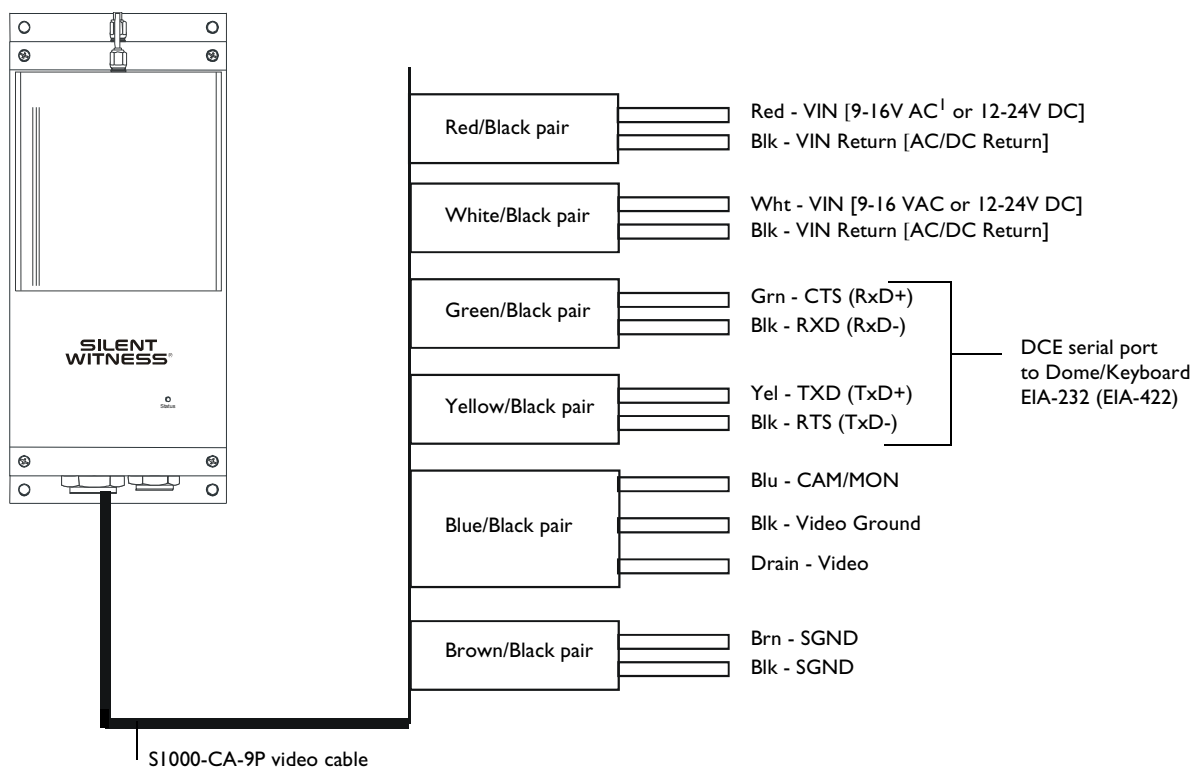 Red/Black pair
Red - VIN [9-16V AC1 or 12-24V DC]
Blk - VIN Return [AC/DC Return]
White/Black pair
Wht - VIN [9-16 VAC or 12-24V DC]
Blk - VIN Return [AC/DC Return]
Green/Black pair
Grn - CTS (RxD+)
Blk - RXD (RxD-)
Yellow/Black pair
Yel - TXD (TxD+)
Blk - RTS (TxD-)
DCE serial port
to Dome/Keyboard
EIA-232 (EIA-422)
SILENT
WITNESS®
Status
Blue/Black pair
Blu - CAM/MON
Blk - Video Ground
Drain - Video
Brown/Black pair
Brn - SGND
Blk - SGND
S1000-CA-9P video cable